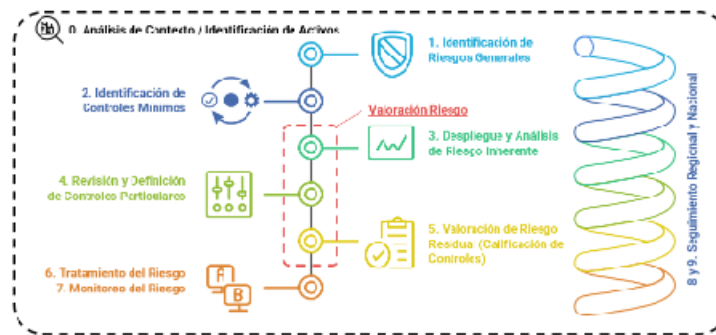 0. Análisis de Contexto / Identificación de Activos
1. Identificación de
Riesgos Generales
2. Identificación de
Controles Mínimos
Valoración Riesgo
3. Despliegue y Análisis
de Riesgo Inherente
4. Revisión y Definición
de Controles Particulares
5. Valoración de Riesgo
Residual (Calificación de
Controles)
6. Tratamiento del Riesgo
7. Monitoreo del Riesgo
A
B
8 y 9. Seguimiento Regional y Nacional